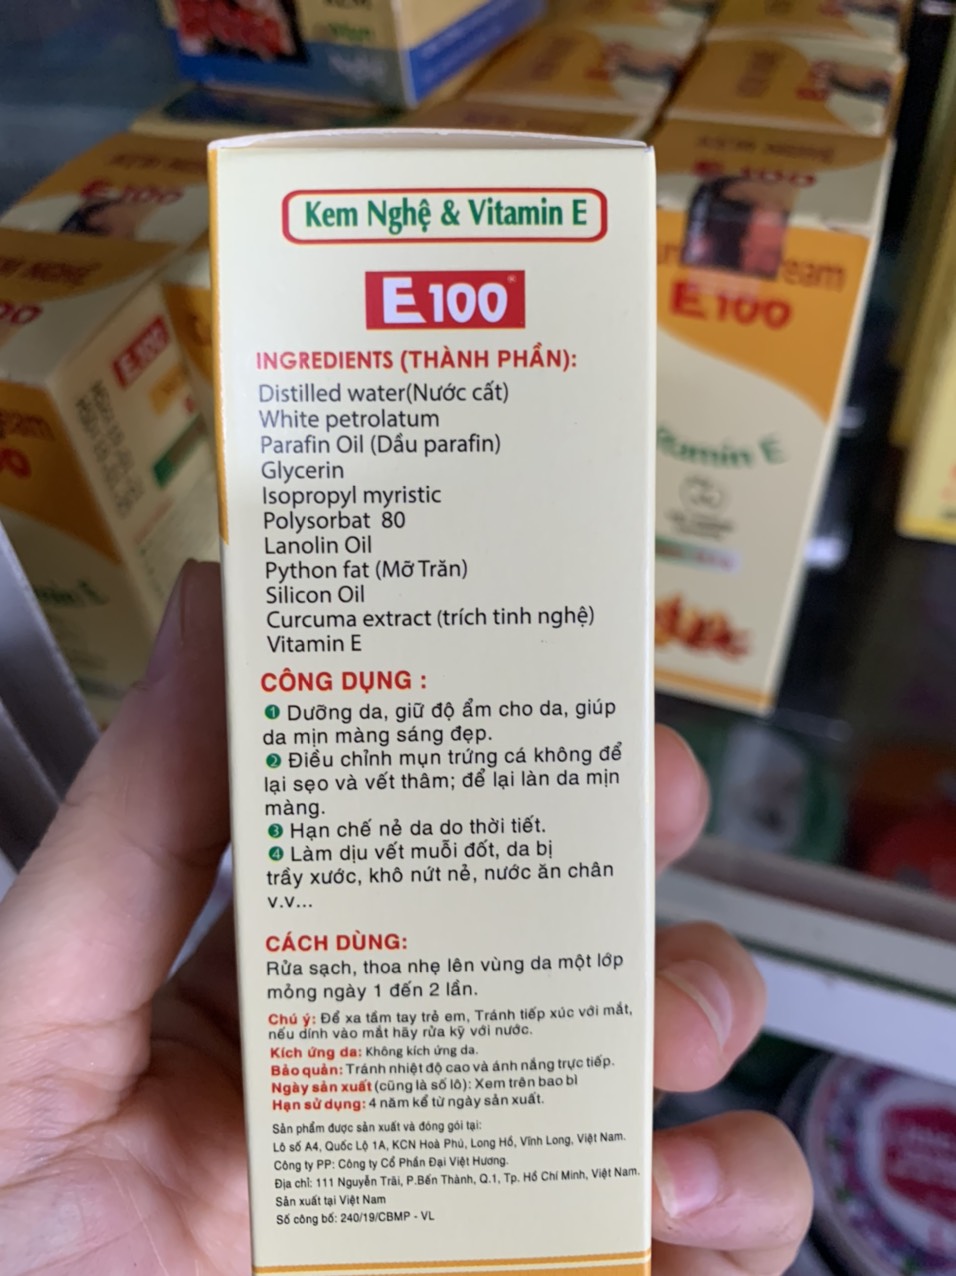 Kem Nghệ & Vitamin E
E100
INGREDIENTS (THÀNH PHẦN):
Distilled water(Nước cất)
White petrolatum
Parafin Oil (Dầu parafin)
Glycerin
Isopropyl myristic
Polysorbat 80
Lanolin Oil
Python fat (Mỡ Trăn)
Silicon Oil
Curcuma extract (trích tinh nghệ)
Vitamin E
CÔNG DỤNG :
1 Dưỡng da, giữ độ ẩm cho da, giúp
da mịn màng sáng đẹp.
2 Điều chỉnh mụn trứng cá không để
lại sẹo và vết thâm; để lại làn da mịn
màng.
3 Hạn chế nẻ da do thời tiết.
4 Làm dịu vết muỗi đốt, da bị
trầy xước, khô nứt nẻ, nước ăn chân
v.v...
CÁCH DÙNG:
Rửa sạch, thoa nhẹ lên vùng da một lớp
mỏng ngày 1 đến 2 lần.
Chú ý: Để xa tầm tay trẻ em, Tránh tiếp xúc với mắt,
nếu dính vào mắt hãy rửa kỹ với nước.
Kích ứng da: Không kích ứng da.
Bảo quản: Tránh nhiệt độ cao và ánh nắng trực tiếp.
Ngày sản xuất (cũng là số lô): Xem trên bao bì
Hạn sử dụng: 4 năm kể từ ngày sản xuất.
Sản phẩm được sản xuất và đóng gói tại:
Lô số A4, Quốc Lộ 1A, KCN Hoà Phú, Long Hồ, Vĩnh Long, Việt Nam.
Công ty PP: Công ty Cổ Phần Đại Việt Hương.
Địa chỉ: 111 Nguyễn Trãi, P.Bến Thành, Q.1, Tp. Hồ Chí Minh, Việt Nam.
Sản xuất tại Việt Nam
Số công bố: 240/19/CBMP - VL
E100
E100
E100
E100